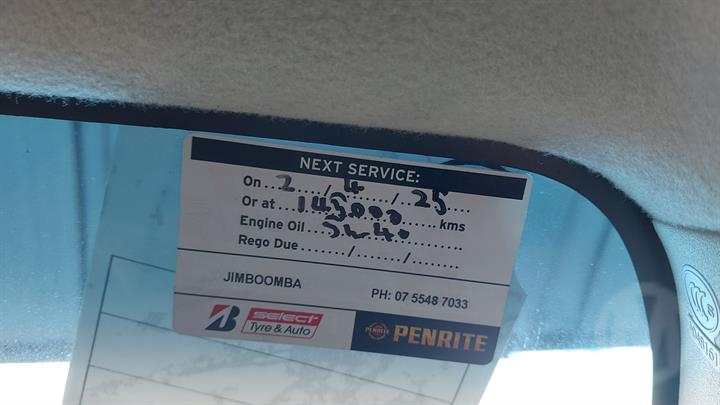 NEXT SERVICE:
On..2..../..4..../..25....
Or at..145000..........kms
Engine Oil....5w40..............
Rego Due......../......../........
JIMBOOMBA
PH: 07 5548 7033
B select
Tyre & Auto
PENRITE